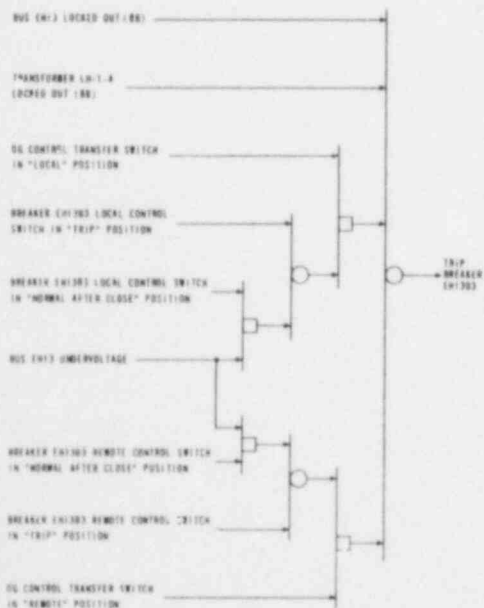 BUS EH13 LOCKED OUT (86)
TRANSFORMER LH-1-A
LOCKED OUT (86)
DG CONTROL TRANSFER SWITCH
IN "LOCAL" POSITION
BREAKER EH1303 LOCAL CONTROL
SWITCH IN "TRIP" POSITION
BREAKER EH1303 LOCAL CONTROL SWITCH
IN "NORMAL AFTER CLOSE" POSITION
TRIP
BREAKER
EH1303
BUS EH13 UNDERVOLTAGE
BREAKER EH1303 REMOTE CONTROL SWITCH
IN "NORMAL AFTER CLOSE" POSITION
BREAKER EH1303 REMOTE CONTROL SWITCH
IN "TRIP" POSITION
DG CONTROL TRANSFER SWITCH
IN "REMOTE" POSITION